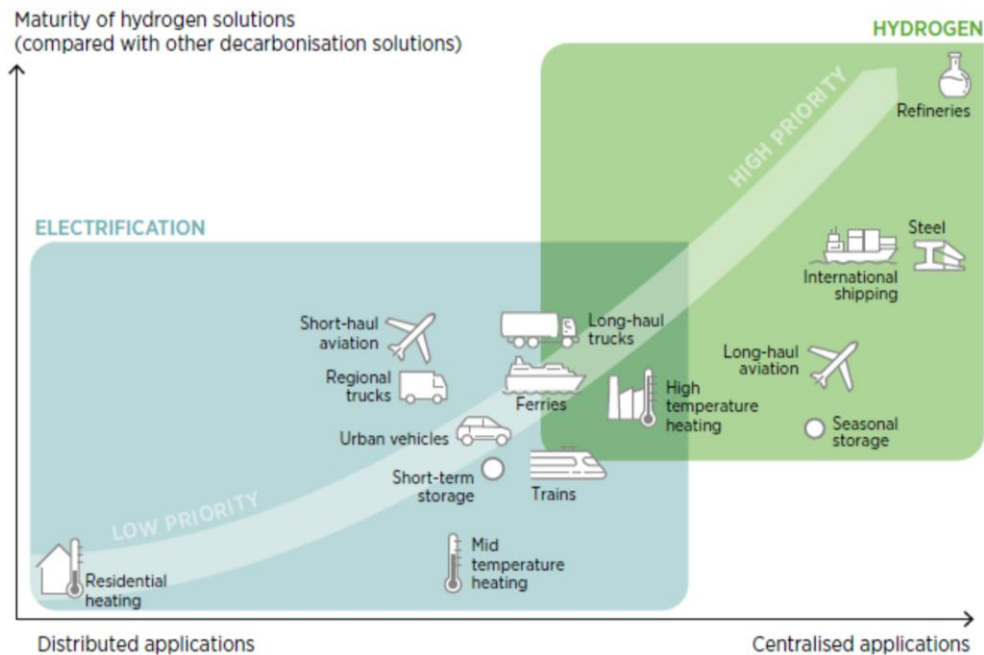 Maturity of hydrogen solutions
(compared with other decarbonisation solutions)
HYDROGEN
HIGH PRIORITY
Refineries
ELECTRIFICATION
Steel
International
shipping
Short-haul
aviation
Long-haul
trucks
Long-haul
aviation
Regional
trucks
Ferries
High
temperature
heating
Urban vehicles
Seasonal
storage
Short-term
storage
Trains
LOW PRIORITY
Mid
temperature
heating
Residential
heating
Distributed applications
Centralised applications